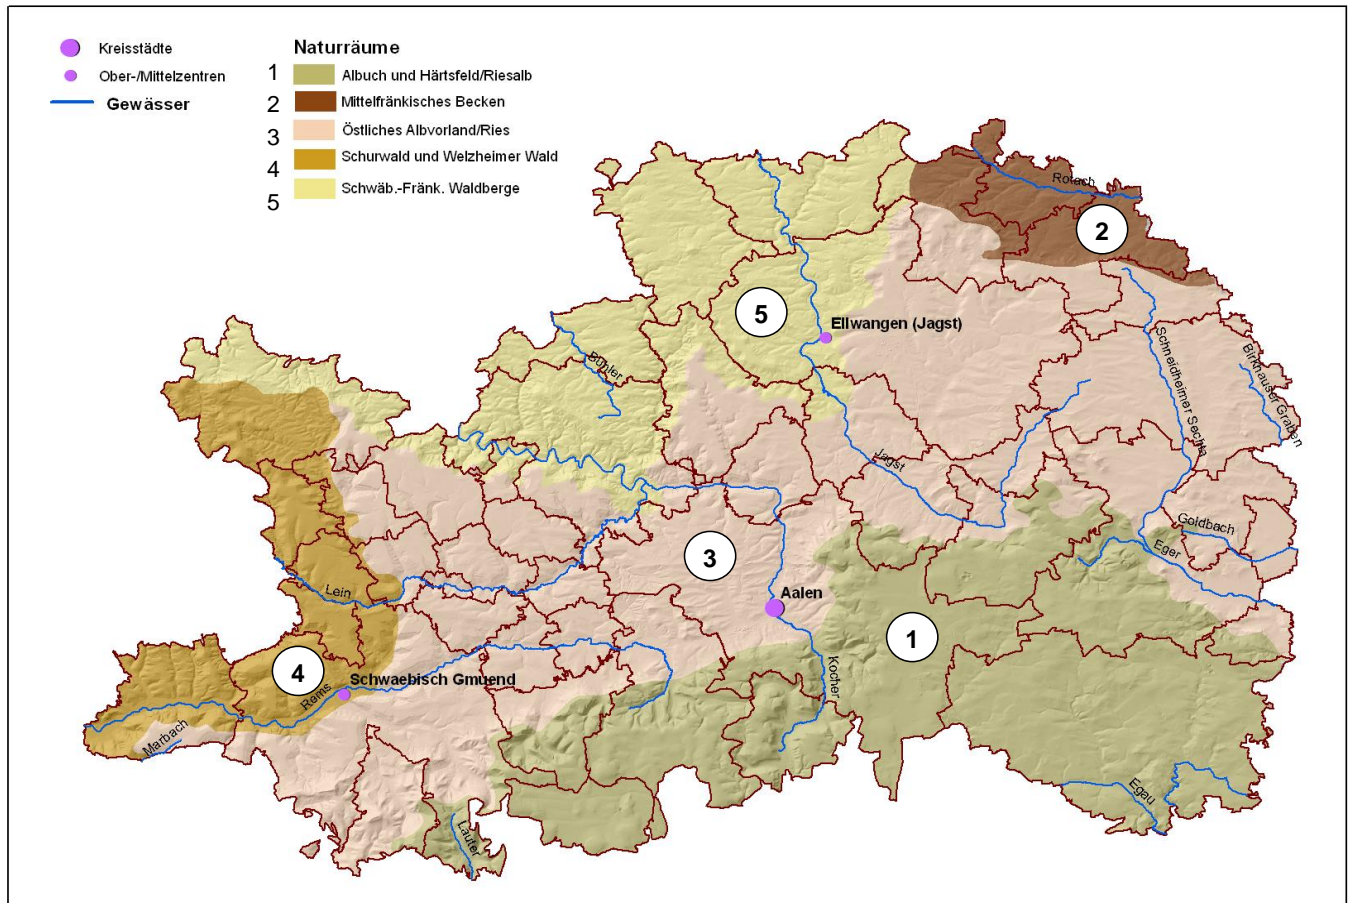 Kreisstädte
Ober-/Mittelzentren
Gewässer
Naturräume
1 Albuch und Härtsfeld/Riesalb
2 Mittelfränkisches Becken
3 Östliches Albvorland/Ries
4 Schurwald und Welzheimer Wald
5 Schwäb.-Fränk. Waldberge
Rotach
2
5
Ellwangen (Jagst)
Schneidheimer Sechta
Birkhauser Graben
Bühler
Jagst
Goldbach
Eger
3
Aalen
Lein
1
4
Schwaebisch Gmuend
Rems
Kocher
Marbach
Egau
Lauter